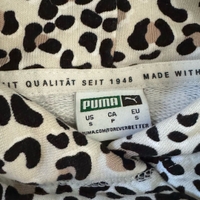 IT QUALITÄT SEIT 1948 MADE WITH
PUMA
US CA EU
S P S
PUMA.COM/FOREVERBETTER